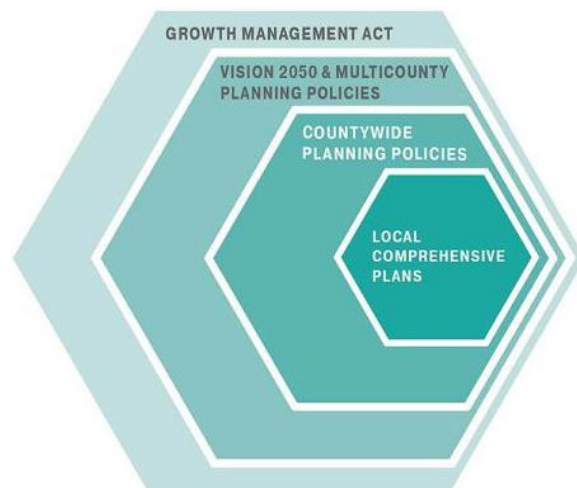 GROWTH MANAGEMENT ACT
VISION 2050 & MULTICOUNTY
PLANNING POLICIES
COUNTYWIDE
PLANNING POLICIES
LOCAL
COMPREHENSIVE
PLANS